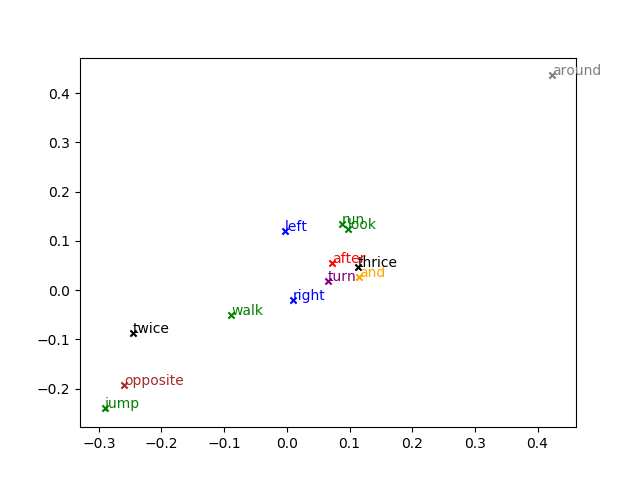 around
0.4
0.3
0.2
run
look
left
0.1
after
thrice
and
turn
0.0
right
walk
twice
−0.1
opposite
−0.2
jump
−0.3
−0.2
−0.1
0.0
0.1
0.2
0.3
0.4